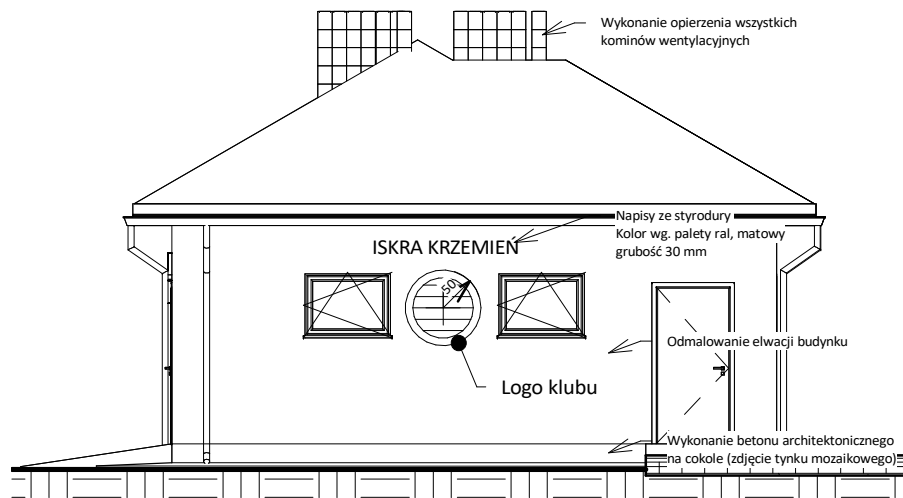 Wykonanie opierzenia wszystkich
kominów wentylacyjnych
Napisy ze styrodury
Kolor wg. palety ral, matowy
grubość 30 mm
ISKRA KRZEMIEŃ
50
Odmalowanie elwacji budynku
Logo klubu
Wykonanie betonu architektonicznego
na cokole (zdjęcie tynku mozaikowego)